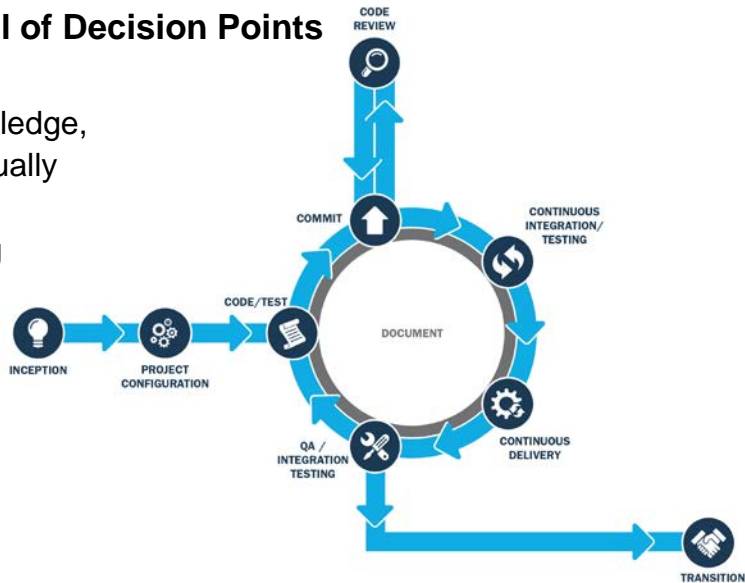 l of Decision Points
ledge,
ually
CODE
REVIEW
COMMIT
CONTINUOUS
INTEGRATION/
TESTING
CODE/TEST
DOCUMENT
INCEPTION
PROJECT
CONFIGURATION
QA /
INTEGRATION
TESTING
CONTINUOUS
DELIVERY
TRANSITION